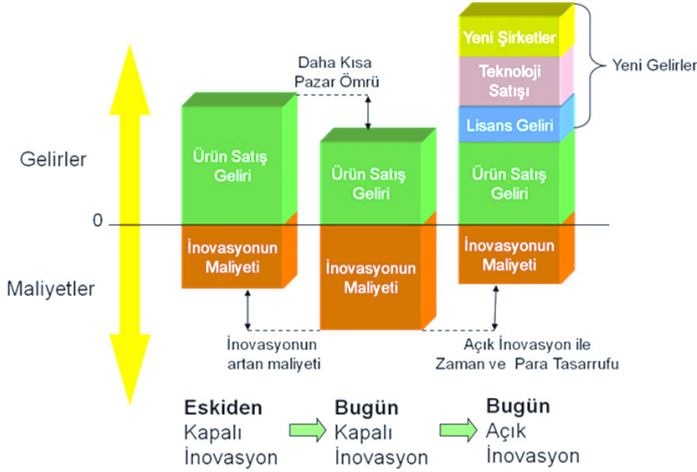 Yeni Şirketler
Teknoloji
Satışı
Lisans Geliri
Yeni Gelirler
Daha Kısa
Pazar Ömrü
Gelirler
Ürün Satış
Geliri
Ürün Satış
Geliri
Ürün Satış
Geliri
0
Maliyetler
İnovasyonun
Maliyeti
İnovasyonun
Maliyeti
İnovasyonun
Maliyeti
İnovasyonun
artan maliyeti
Açık İnovasyon ile
Zaman ve Para Tasarrufu
Eskiden
Kapalı
İnovasyon
Bugün
Kapalı
İnovasyon
Bugün
Açık
İnovasyon